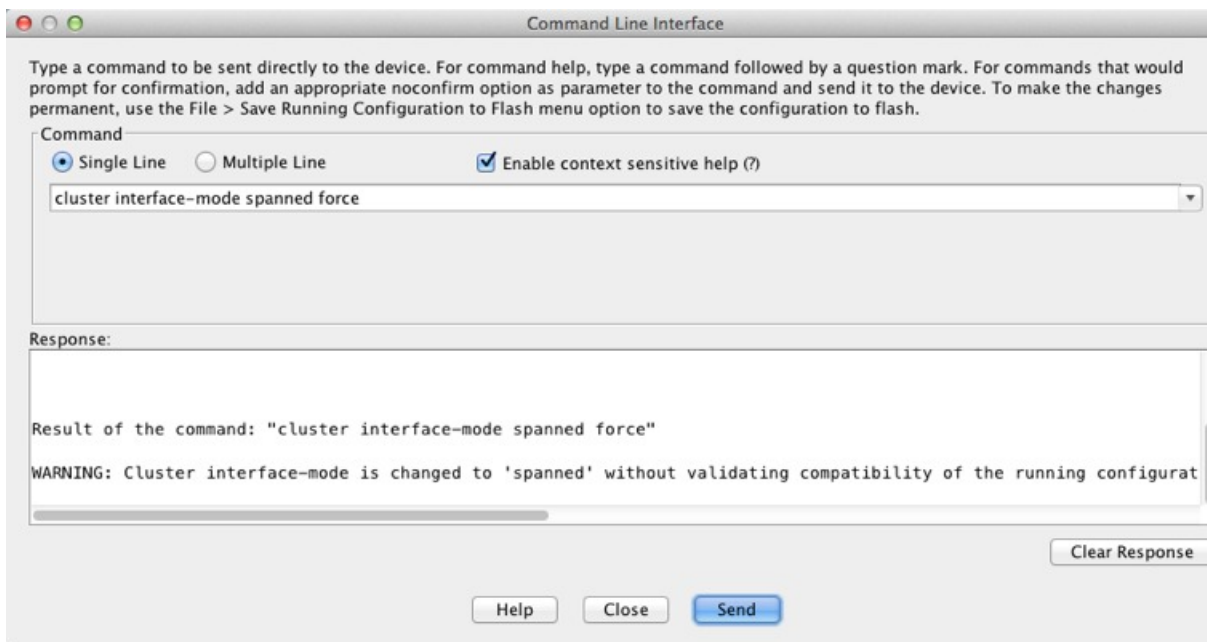 Command Line Interface
Type a command to be sent directly to the device. For command help, type a command followed by a question mark. For commands that would
prompt for confirmation, add an appropriate noconfirm option as parameter to the command and send it to the device. To make the changes
permanent, use the File > Save Running Configuration to Flash menu option to save the configuration to flash.
Command
Single Line Multiple Line Enable context sensitive help (?)
cluster interface-mode spanned force
Response:
Result of the command: "cluster interface-mode spanned force"
WARNING: Cluster interface-mode is changed to 'spanned' without validating compatibility of the running configurat
Clear Response
Help Close Send